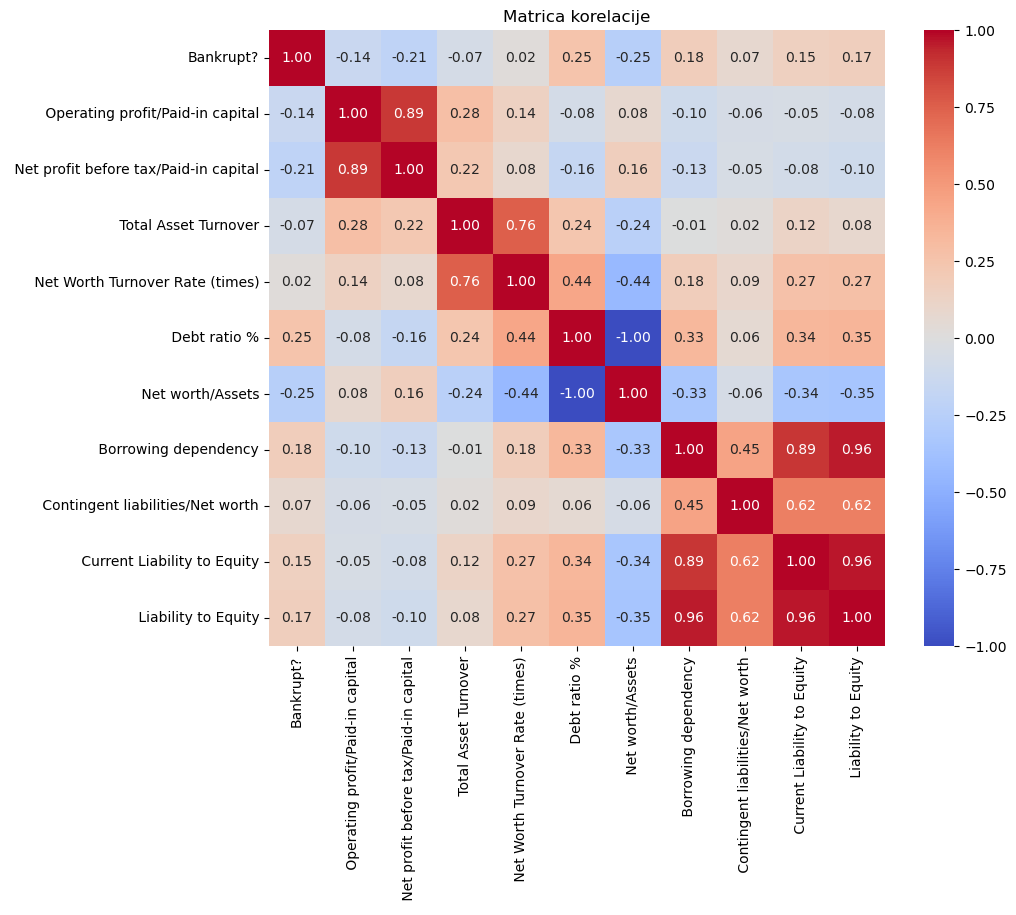 Matrica korelacije
Bankrupt? 1.00 -0.14 -0.21 -0.07 0.02 0.25 -0.25 0.18 0.07 0.15 0.17
Operating profit/Paid-in capital -0.14 1.00 0.89 0.28 0.14 -0.08 0.08 -0.10 -0.06 -0.05 -0.08
Net profit before tax/Paid-in capital -0.21 0.89 1.00 0.22 0.08 -0.16 0.16 -0.13 -0.05 -0.08 -0.10
Total Asset Turnover -0.07 0.28 0.22 1.00 0.76 0.24 -0.24 -0.01 0.02 0.12 0.08
Net Worth Turnover Rate (times) 0.02 0.14 0.08 0.76 1.00 0.44 -0.44 0.18 0.09 0.27 0.27
Debt ratio % 0.25 -0.08 -0.16 0.24 0.44 1.00 -1.00 0.33 0.06 0.34 0.35
Net worth/Assets -0.25 0.08 0.16 -0.24 -0.44 -1.00 1.00 -0.33 -0.06 -0.34 -0.35
Borrowing dependency 0.18 -0.10 -0.13 -0.01 0.18 0.33 -0.33 1.00 0.45 0.89 0.96
Contingent liabilities/Net worth 0.07 -0.06 -0.05 0.02 0.09 0.06 -0.06 0.45 1.00 0.62 0.62
Current Liability to Equity 0.15 -0.05 -0.08 0.12 0.27 0.34 -0.34 0.89 0.62 1.00 0.96
Liability to Equity 0.17 -0.08 -0.10 0.08 0.27 0.35 -0.35 0.96 0.62 0.96 1.00
Bankrupt?
Operating profit/Paid-in capital
Net profit before tax/Paid-in capital
Total Asset Turnover
Net Worth Turnover Rate (times)
Debt ratio %
Net worth/Assets
Borrowing dependency
Contingent liabilities/Net worth
Current Liability to Equity
Liability to Equity
1.00
0.75
0.50
0.25
0.00
−0.25
−0.50
−0.75
−1.00